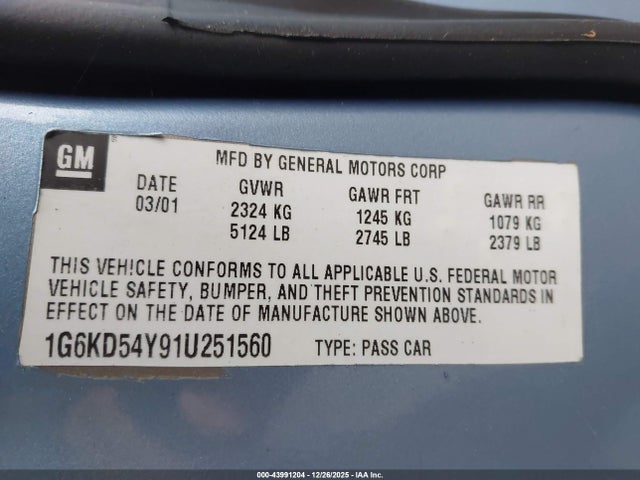 GM
MFD BY GENERAL MOTORS CORP
DATE GVWR GAWR FRT GAWR RR
03/01 2324 KG 1245 KG 1079 KG
5124 LB 2745 LB 2379 LB
THIS VEHICLE CONFORMS TO ALL APPLICABLE U.S. FEDERAL MOTOR
VEHICLE SAFETY, BUMPER, AND THEFT PREVENTION STANDARDS IN
EFFECT ON THE DATE OF MANUFACTURE SHOWN ABOVE.
1G6KD54Y91U251560 TYPE: PASS CAR
000-43991204 - 12/26/2025 - IAA Inc.